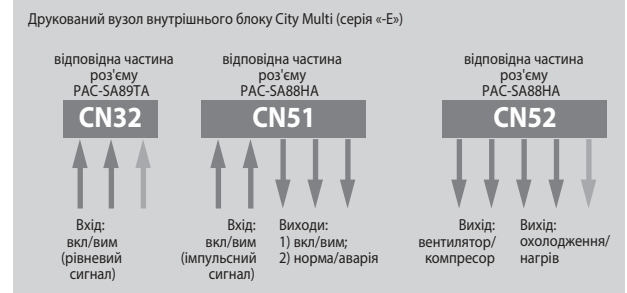 Друкований вузол внутрішнього блоку City Multi (серія «-Е»)
відповідна частина
роз'єму
PAC-SA89TA
CN32
Вхід:
вкл/вим
(рівневий
сигнал)
відповідна частина
роз'єму
PAC-SA88HA
CN51
Вхід:
вкл/вим
(імпульсний
сигнал)
Виходи:
1) вкл/вим;
2) норма/аварія
відповідна частина
роз'єму
PAC-SA88HA
CN52
Вихід:
вентилятор/
компресор
Вихід:
охолодження/
нагрів